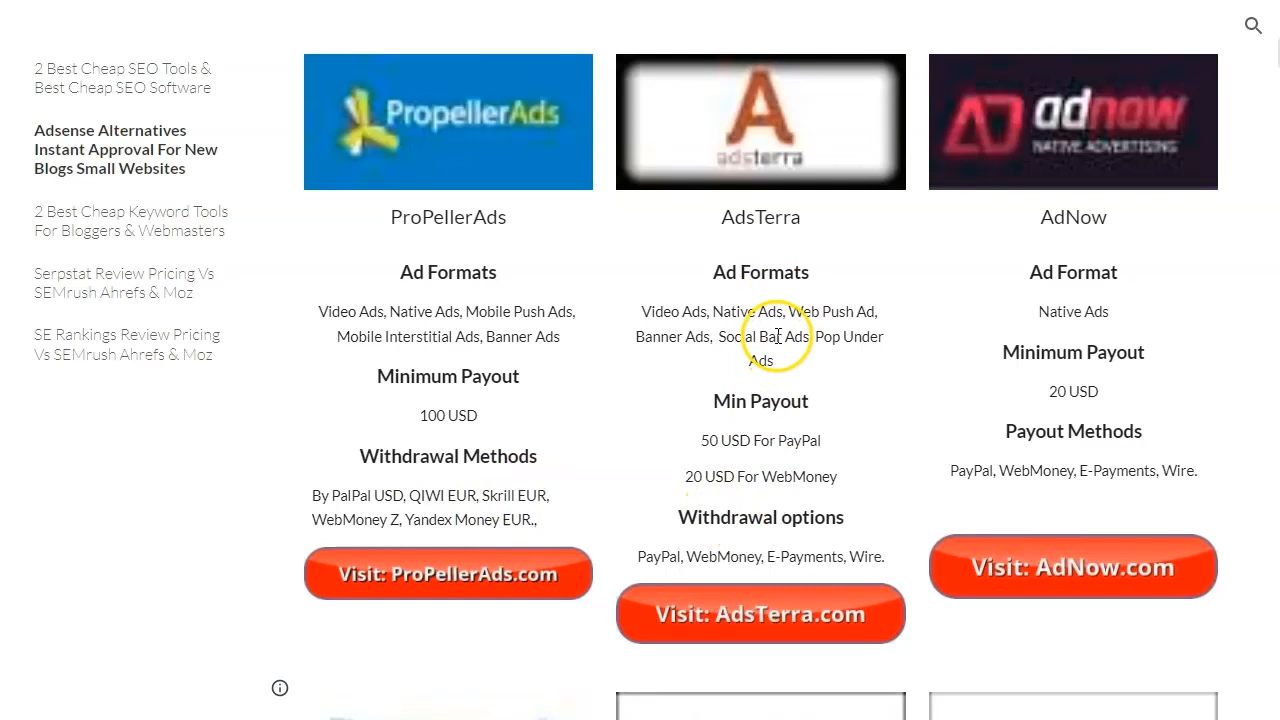 2 Best Cheap SEO Tools &
Best Cheap SEO Software
Adsense Alternatives
Instant Approval For New
Blogs Small Websites
2 Best Cheap Keyword Tools
For Bloggers & Webmasters
Serpstat Review Pricing Vs
SEMrush Ahrefs & Moz
SE Rankings Review Pricing
Vs SEMrush Ahrefs & Moz
PropellerAds
ProPellerAds
Ad Formats
Video Ads, Native Ads, Mobile Push Ads,
Mobile Interstitial Ads, Banner Ads
Minimum Payout
100 USD
Withdrawal Methods
By PalPal USD, QIWI EUR, Skrill EUR,
WebMoney Z, Yandex Money EUR.,
Visit: ProPellerAds.com
adsterra
AdsTerra
Ad Formats
Video Ads, Native Ads, Web Push Ad,
Banner Ads, Social Bar Ads, Pop Under
Ads
Min Payout
50 USD For PayPal
20 USD For WebMoney
Withdrawal options
PayPal, WebMoney, E-Payments, Wire.
Visit: AdsTerra.com
adnow
NATIVE ADVERTISING
AdNow
Ad Format
Native Ads
Minimum Payout
20 USD
Payout Methods
PayPal, WebMoney, E-Payments, Wire.
Visit: AdNow.com